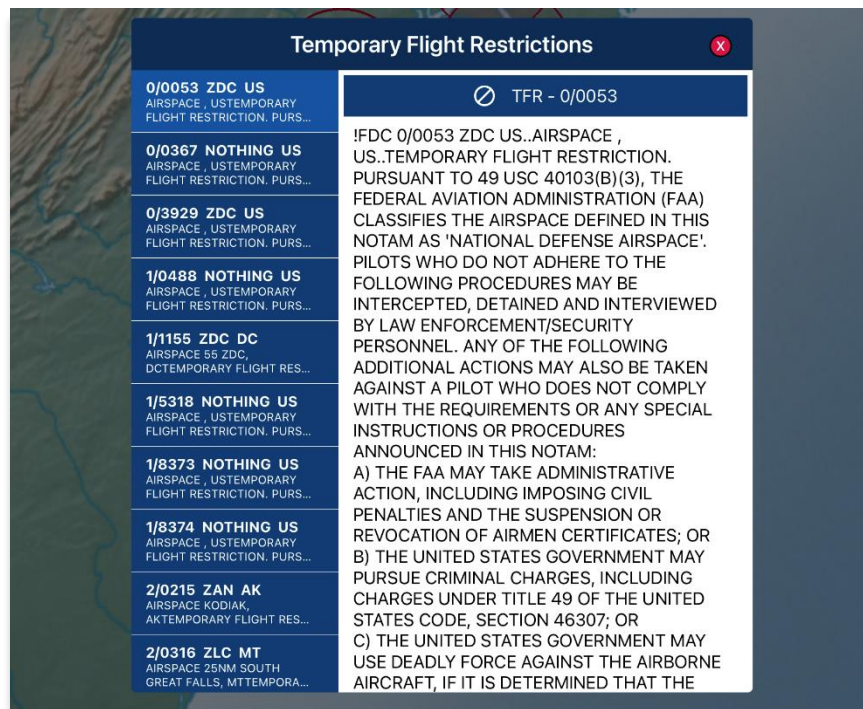 Temporary Flight Restrictions
X
0/0053 ZDC US
AIRSPACE , USTEMPORARY
FLIGHT RESTRICTION. PURS...
0/0367 NOTHING US
AIRSPACE , USTEMPORARY
FLIGHT RESTRICTION. PURS...
0/3929 ZDC US
AIRSPACE , USTEMPORARY
FLIGHT RESTRICTION. PURS...
1/0488 NOTHING US
AIRSPACE , USTEMPORARY
FLIGHT RESTRICTION. PURS...
1/1155 ZDC DC
AIRSPACE 55 ZDC,
DCTEMPORARY FLIGHT RES...
1/5318 NOTHING US
AIRSPACE , USTEMPORARY
FLIGHT RESTRICTION. PURS...
1/8373 NOTHING US
AIRSPACE , USTEMPORARY
FLIGHT RESTRICTION. PURS...
1/8374 NOTHING US
AIRSPACE , USTEMPORARY
FLIGHT RESTRICTION. PURS...
2/0215 ZAN AK
AIRSPACE KODIAK,
AKTEMPORARY FLIGHT RES...
2/0316 ZLC MT
AIRSPACE 25NM SOUTH
GREAT FALLS, MTTEMPORA...
TFR - 0/0053
!FDC 0/0053 ZDC US..AIRSPACE ,
US..TEMPORARY FLIGHT RESTRICTION.
PURSUANT TO 49 USC 40103(B)(3), THE
FEDERAL AVIATION ADMINISTRATION (FAA)
CLASSIFIES THE AIRSPACE DEFINED IN THIS
NOTAM AS 'NATIONAL DEFENSE AIRSPACE'.
PILOTS WHO DO NOT ADHERE TO THE
FOLLOWING PROCEDURES MAY BE
INTERCEPTED, DETAINED AND INTERVIEWED
BY LAW ENFORCEMENT/SECURITY
PERSONNEL. ANY OF THE FOLLOWING
ADDITIONAL ACTIONS MAY ALSO BE TAKEN
AGAINST A PILOT WHO DOES NOT COMPLY
WITH THE REQUIREMENTS OR ANY SPECIAL
INSTRUCTIONS OR PROCEDURES
ANNOUNCED IN THIS NOTAM:
A) THE FAA MAY TAKE ADMINISTRATIVE
ACTION, INCLUDING IMPOSING CIVIL
PENALTIES AND THE SUSPENSION OR
REVOCATION OF AIRMEN CERTIFICATES; OR
B) THE UNITED STATES GOVERNMENT MAY
PURSUE CRIMINAL CHARGES, INCLUDING
CHARGES UNDER TITLE 49 OF THE UNITED
STATES CODE, SECTION 46307; OR
C) THE UNITED STATES GOVERNMENT MAY
USE DEADLY FORCE AGAINST THE AIRBORNE
AIRCRAFT, IF IT IS DETERMINED THAT THE